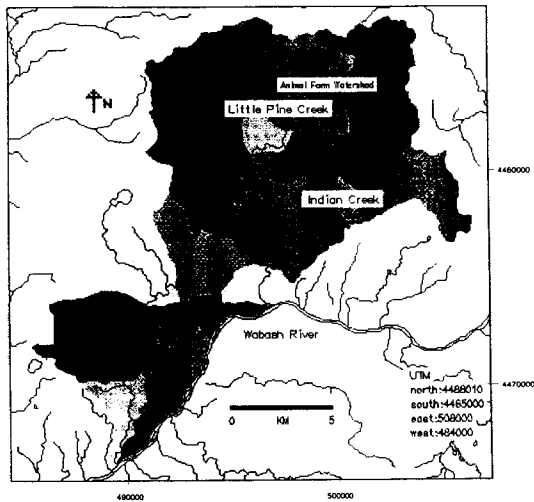 N
Animal Farm Watershed
Little Pine Creek
4460000
Indian Creek
Wabash River
UTM
north:4488010
south:4465000
east:508000
west:484000
4470000
0 KM 5
490000 500000